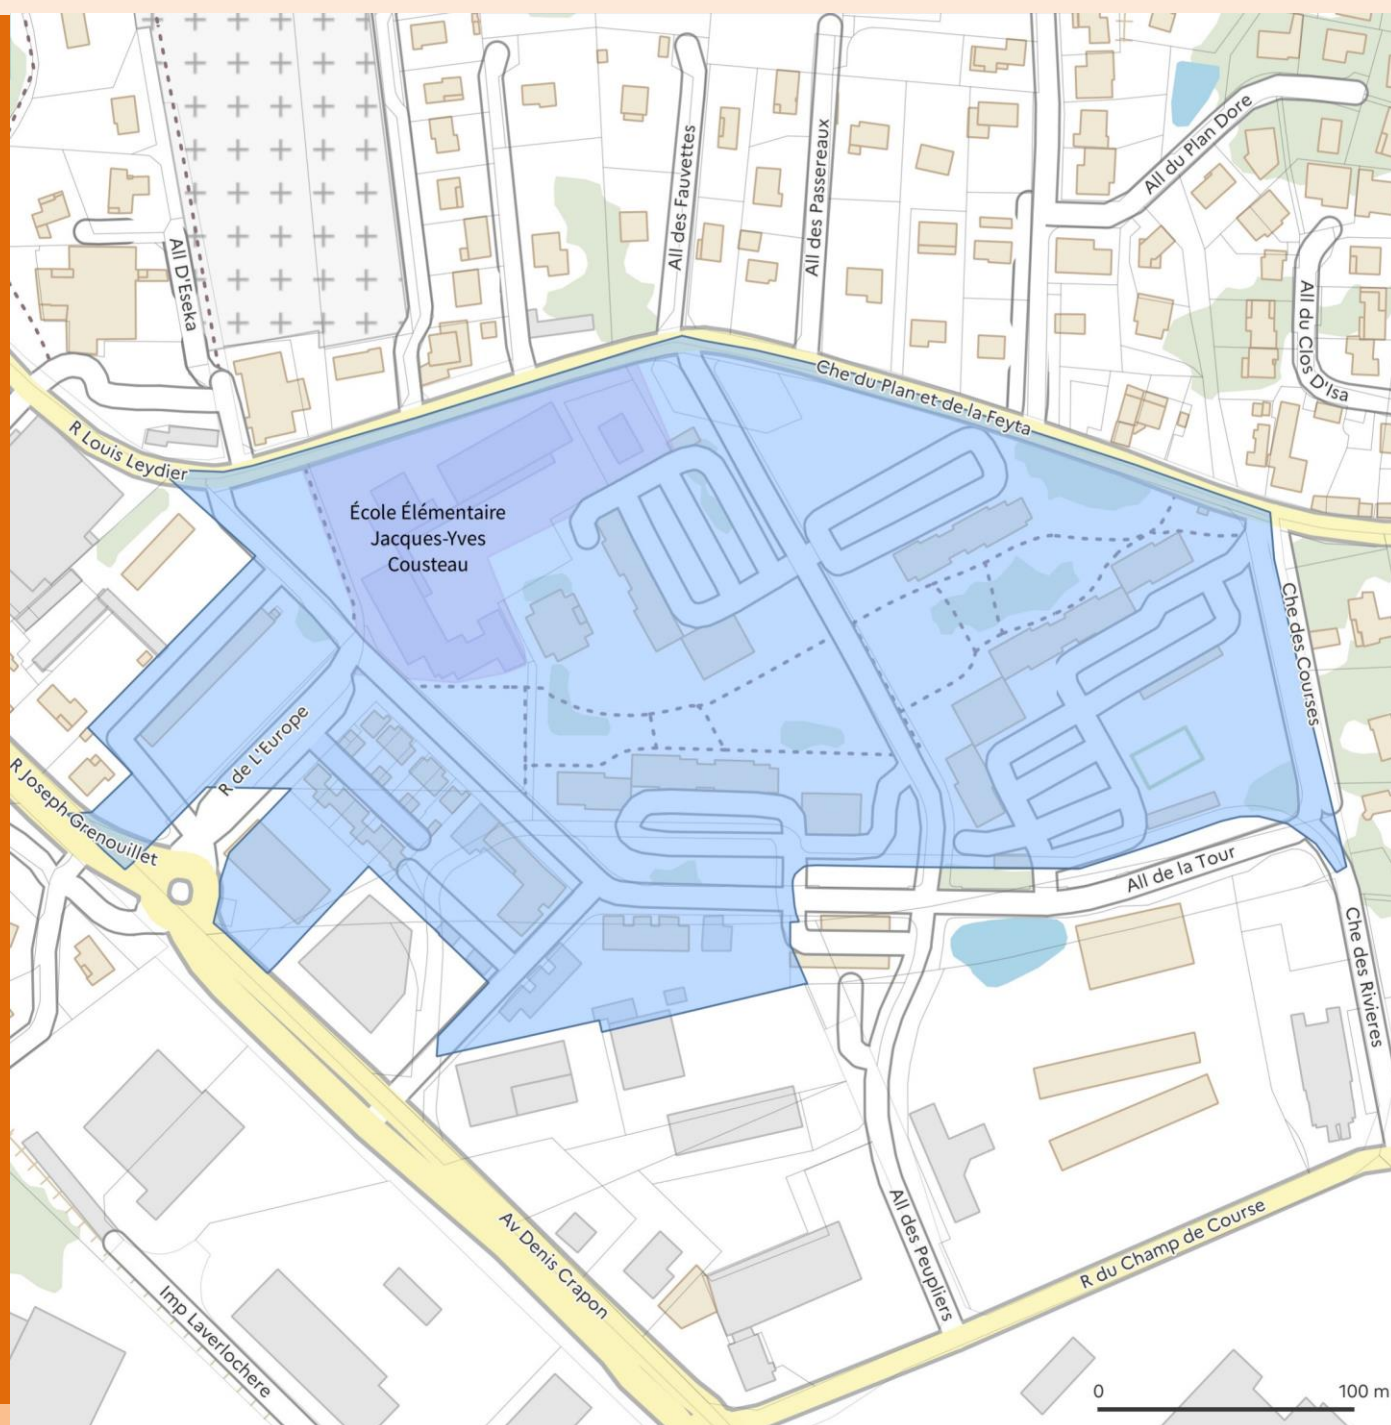 All du Plan Dore
All des Fauvettes
All des Passereaux
All D'Eseka
All du Clos D'Isa
Che du Plan et de la Feyta
R Louis Leydier
École Élémentaire
Jacques-Yves
Cousteau
Che des Courses
R de L'Europe
R Joseph Grenouillet
All de la Tour
Che des Rivieres
All des Peupliers
Av Denis Crapon
R du Champ de Course
Imp Laverlochere
0
100 m